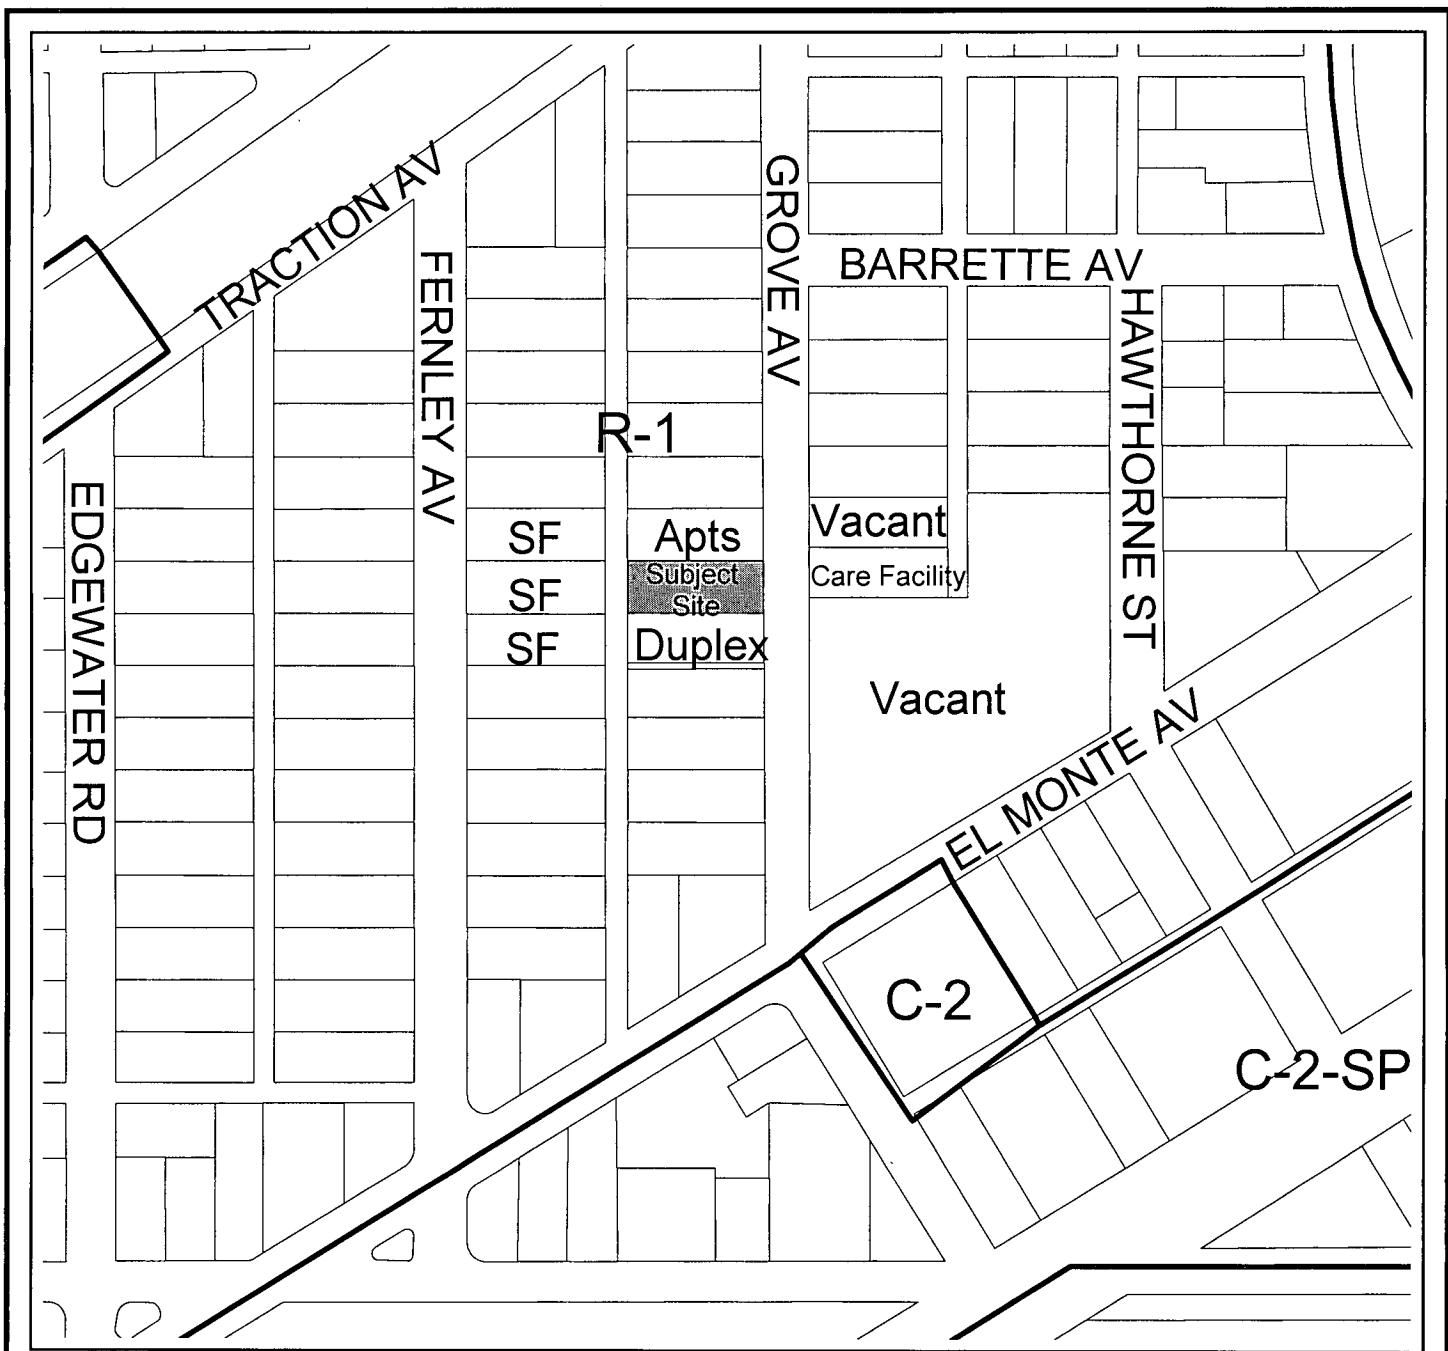 TRACTION AV
GROVE AV
BARRETTE AV
FERNLEY AV
HAWTHORNE ST
R-1
EDGEWATER RD
SF
Apts
Vacant
SF
Subject
Site
Care Facility
SF
Duplex
Vacant
EL MONTE AV
C-2
C-2-SP